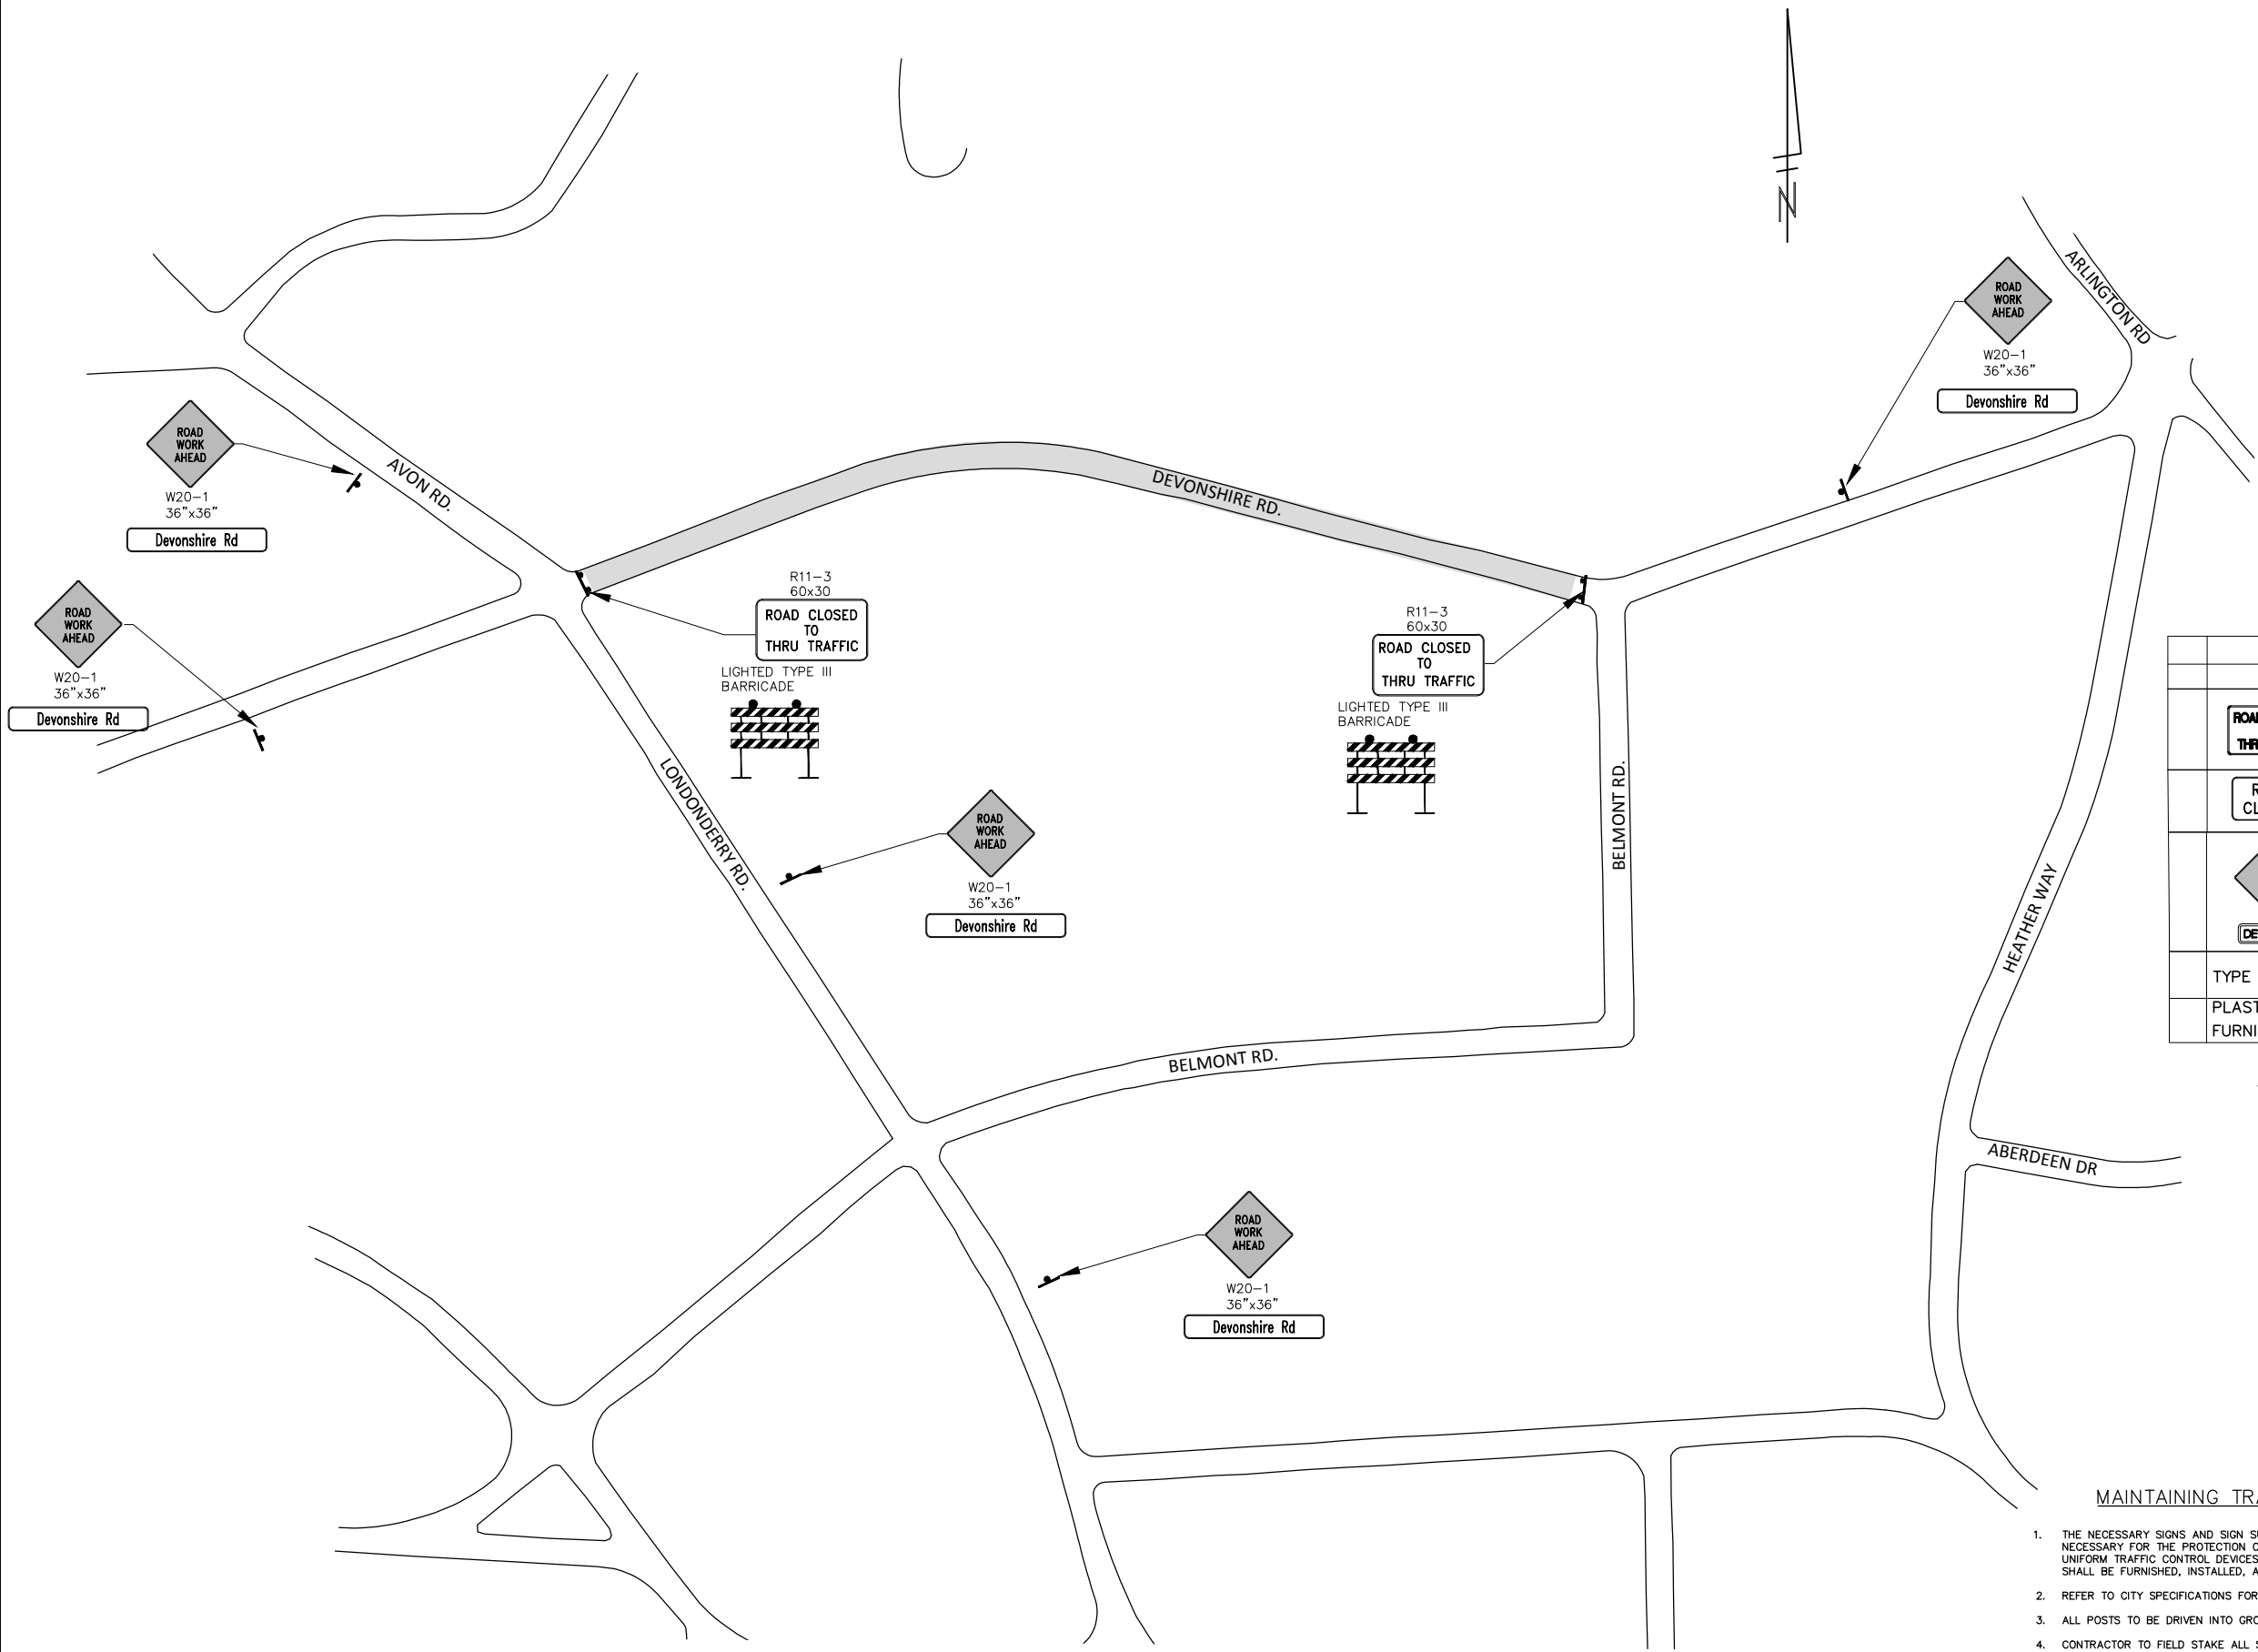 N
ARLINGTON RD
ROAD
WORK
AHEAD
W20-1
36"x36"
Devonshire Rd
ROAD
WORK
AHEAD
W20-1
36"x36"
Devonshire Rd
AVON RD.
DEVONSHIRE RD.
ROAD
WORK
AHEAD
W20-1
36"x36"
Devonshire Rd
R11-3
60x30
ROAD CLOSED
TO
THRU TRAFFIC
LIGHTED TYPE III
BARRICADE
R11-3
60x30
ROAD CLOSED
TO
THRU TRAFFIC
LIGHTED TYPE III
BARRICADE
LONDONDERRY RD.
BELMONT RD.
ROAD
WORK
AHEAD
W20-1
36"x36"
Devonshire Rd
HEATHER WAY
BELMONT RD.
ABERDEEN DR
ROAD
WORK
AHEAD
W20-1
36"x36"
Devonshire Rd
TYPE
MAINTAINING
1. THE NECESSARY SIGNS AND SIGN
NECESSARY FOR THE PROTECTION
UNIFORM TRAFFIC CONTROL DEVICES
SHALL BE FURNISHED, INSTALLED,
2. REFER TO CITY SPECIFICATIONS FOR
3. ALL POSTS TO BE DRIVEN INTO
4. CONTRACTOR TO FIELD STAKE ALL